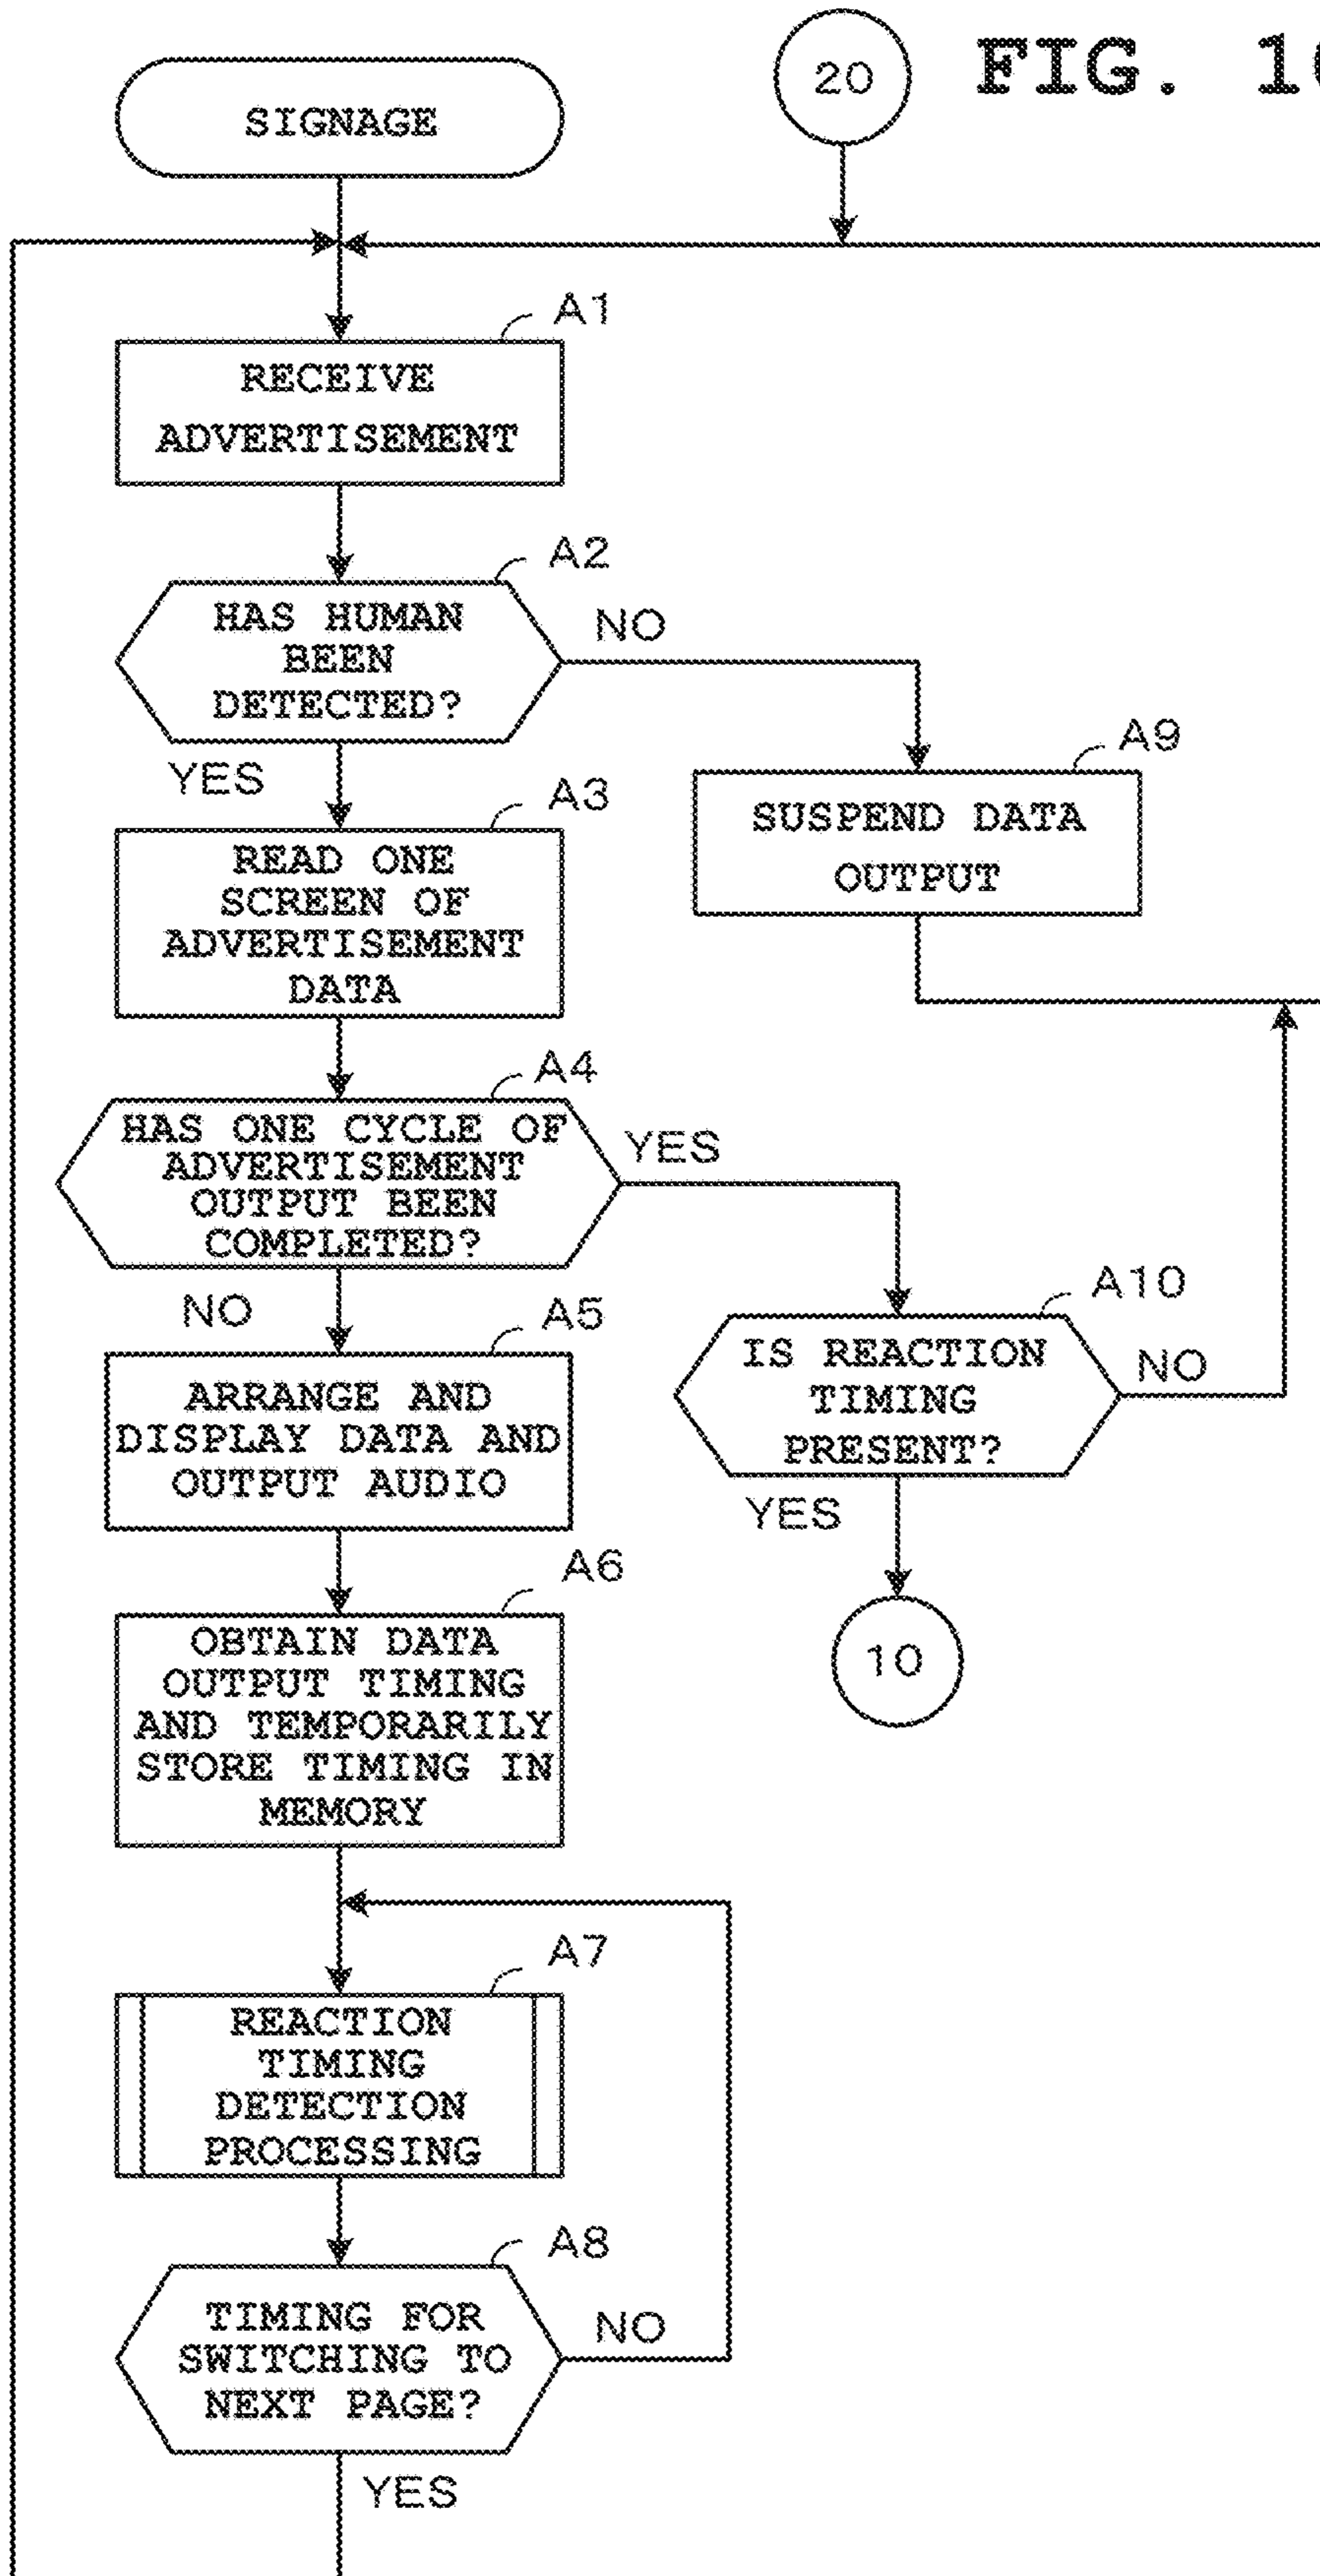 20
FIG. 10
SIGNAGE
A1
RECEIVE
ADVERTISEMENT
A2
HAS HUMAN
BEEN
DETECTED?
NO
YES
A9
SUSPEND DATA
OUTPUT
A3
READ ONE
SCREEN OF
ADVERTISEMENT
DATA
A4
HAS ONE CYCLE OF
ADVERTISEMENT
OUTPUT BEEN
COMPLETED?
YES
NO
A10
IS REACTION
TIMING
PRESENT?
NO
YES
10
A5
ARRANGE AND
DISPLAY DATA AND
OUTPUT AUDIO
A6
OBTAIN DATA
OUTPUT TIMING
AND TEMPORARILY
STORE TIMING IN
MEMORY
A7
REACTION
TIMING
DETECTION
PROCESSING
A8
TIMING FOR
SWITCHING TO
NEXT PAGE?
NO
YES